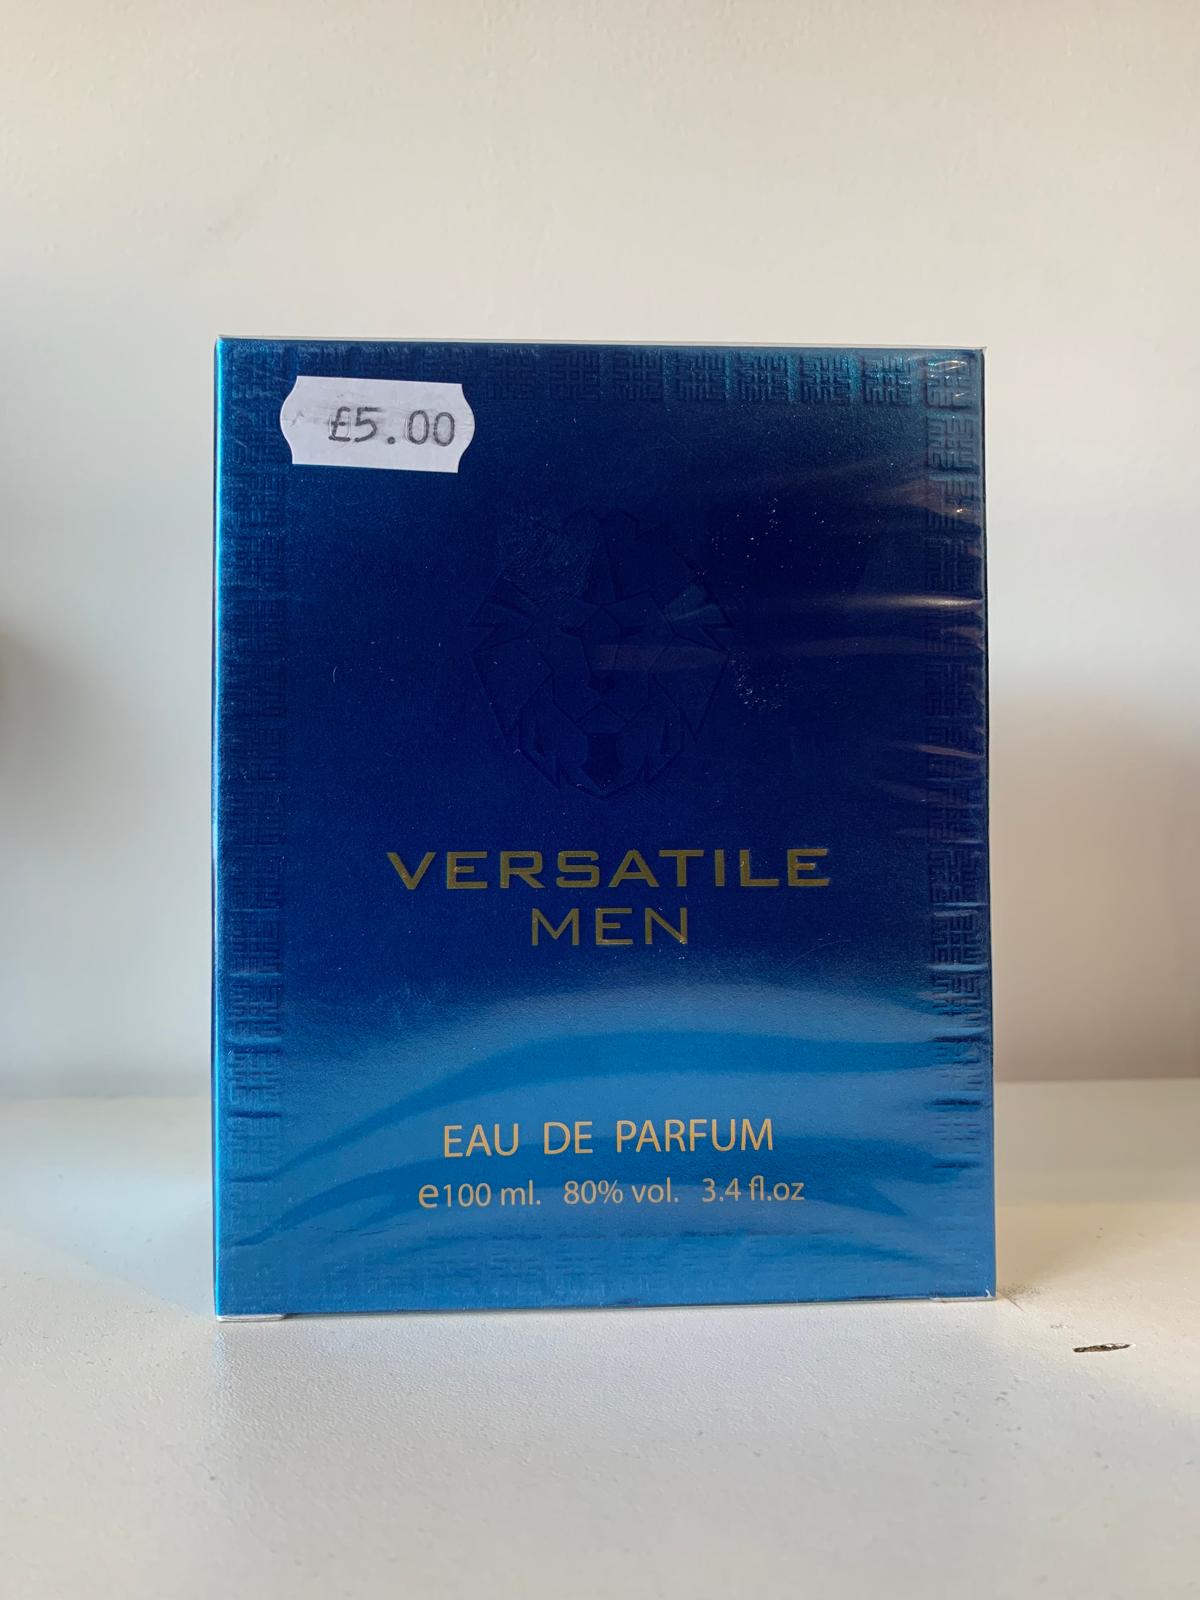 £5.00
VERSATILE
MEN
EAU DE PARFUM
e100 ml. 80% vol. 3.4 fl.oz